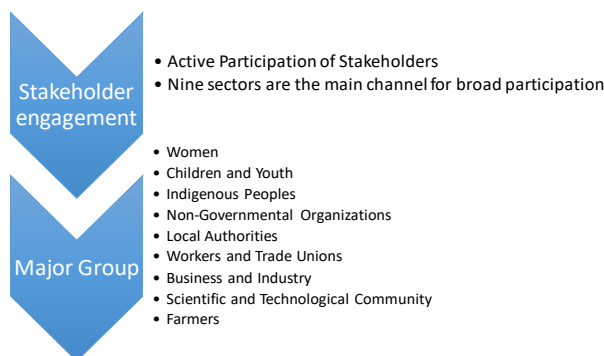 Stakeholder
engagement
• Active Participation of Stakeholders
• Nine sectors are the main channel for broad participation
Major Group
• Women
• Children and Youth
• Indigenous Peoples
• Non-Governmental Organizations
• Local Authorities
• Workers and Trade Unions
• Business and Industry
• Scientific and Technological Community
• Farmers